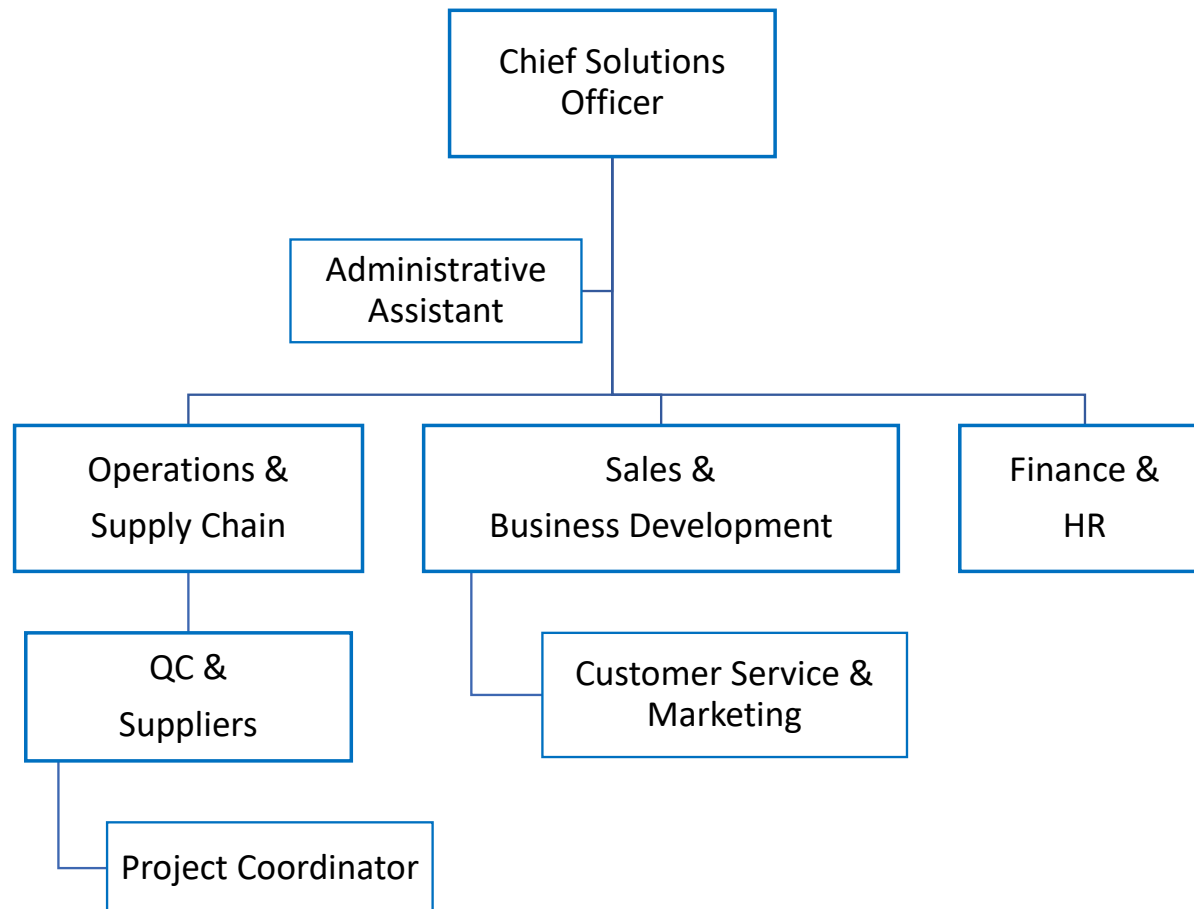 Chief Solutions
Officer
Administrative
Assistant
Operations &
Supply Chain
Sales &
Business Development
Finance &
HR
QC &
Suppliers
Customer Service &
Marketing
Project Coordinator